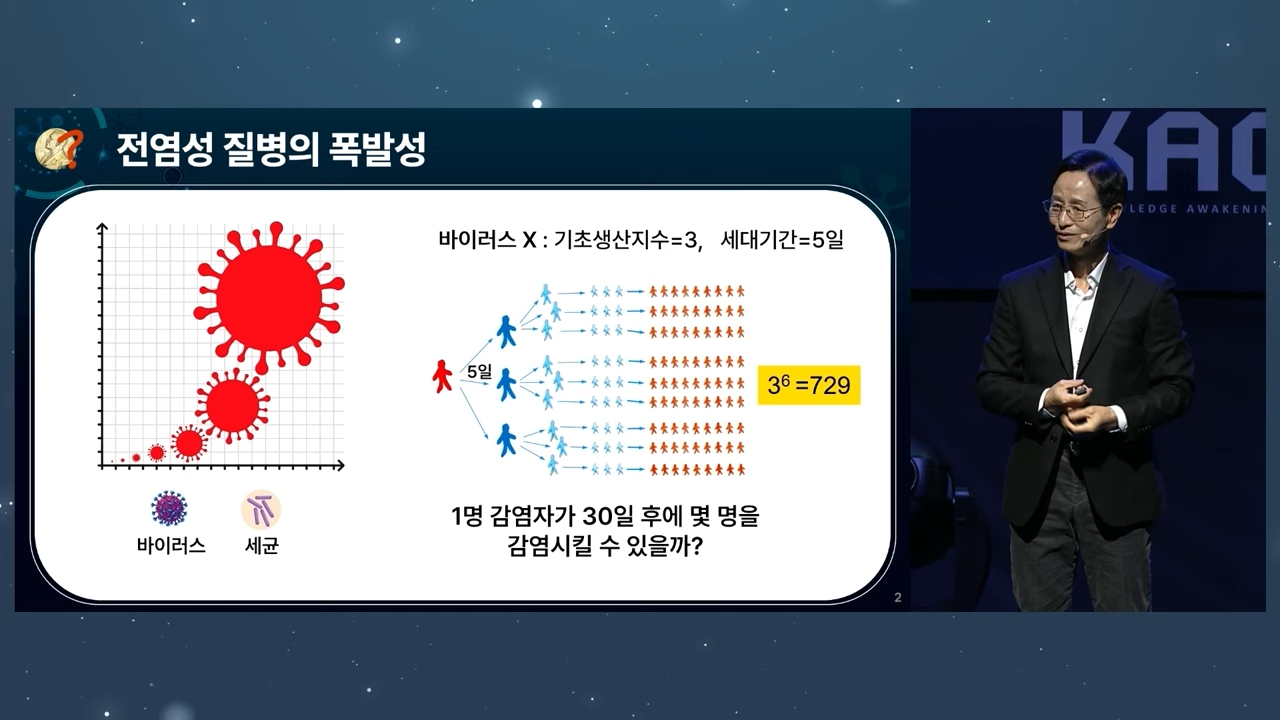 전염성 질병의 폭발성
KAO
LEDGE AWAKENIN
바이러스 X : 기초생산지수=3, 세대기간=5일
5일
3⁶ =729
1명 감염자가 30일 후에 몇 명을
감염시킬 수 있을까?
바이러스
세균
2